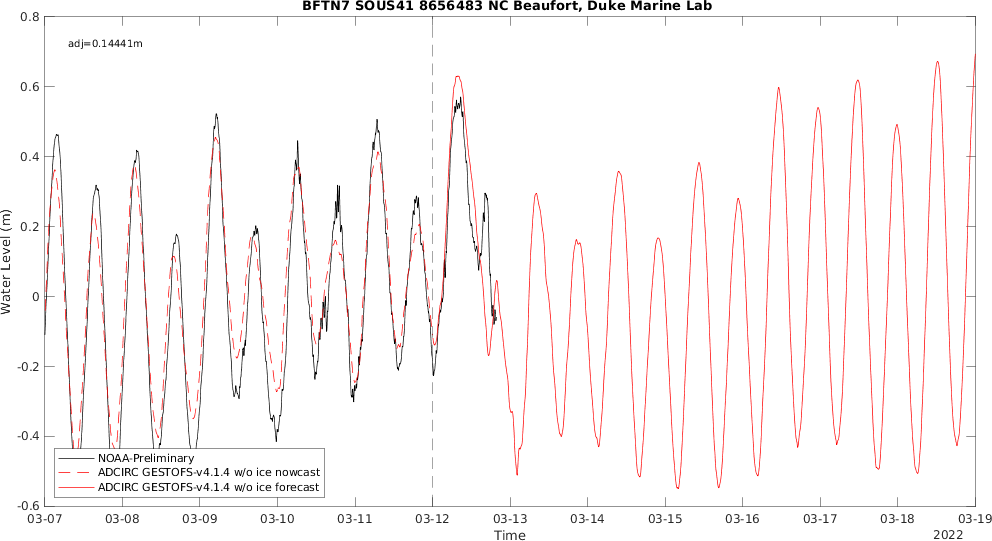 BFTN7 SOUS41 8656483 NC Beaufort, Duke Marine Lab
adj=0.14441m
Water Level (m)
0.8
0.6
0.4
0.2
0
-0.2
-0.4
-0.6
NOAA-Preliminary
ADCIRC GESTOFS-v4.1.4 w/o ice nowcast
ADCIRC GESTOFS-v4.1.4 w/o ice forecast
03-07 03-08 03-09 03-10 03-11 03-12 03-13 03-14 03-15 03-16 03-17 03-18 03-19
Time
2022